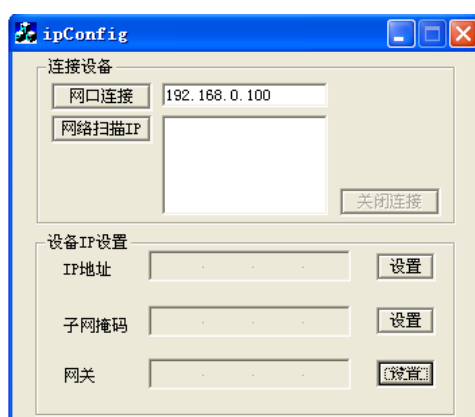 ipConfig
连接设备
网口连接 192.168.0.100
网络扫描IP
关闭连接
设备IP设置
IP地址 . . . 设置
子网掩码 . . . 设置
网关 . . . 设置